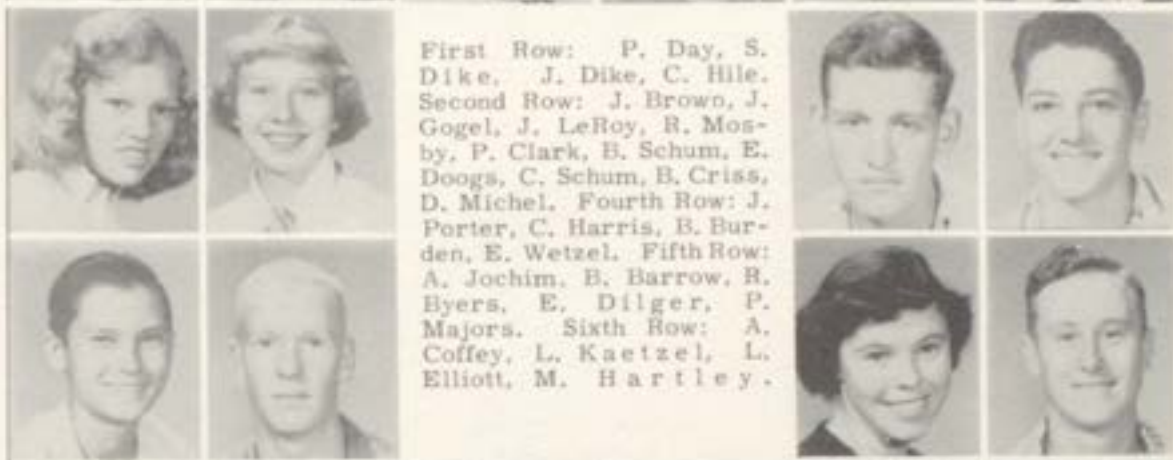 First Row: P. Day, S.
Dike, J. Dike, C. Hile.
Second Row: J. Brown, J.
Gogel, J. LeRoy, R. Mos-
by, P. Clark, B. Schum, E.
Doogs, C. Schum, B. Criss,
D. Michel. Fourth Row: J.
Porter, C. Harris, B. Bur-
den, E. Wetzel. Fifth Row:
A. Jochim, B. Barrow, R.
Byers, E. Dilger, P.
Majors. Sixth Row: A.
Coffey, L. Kaetzel, L.
Elliott, M. Hartley.